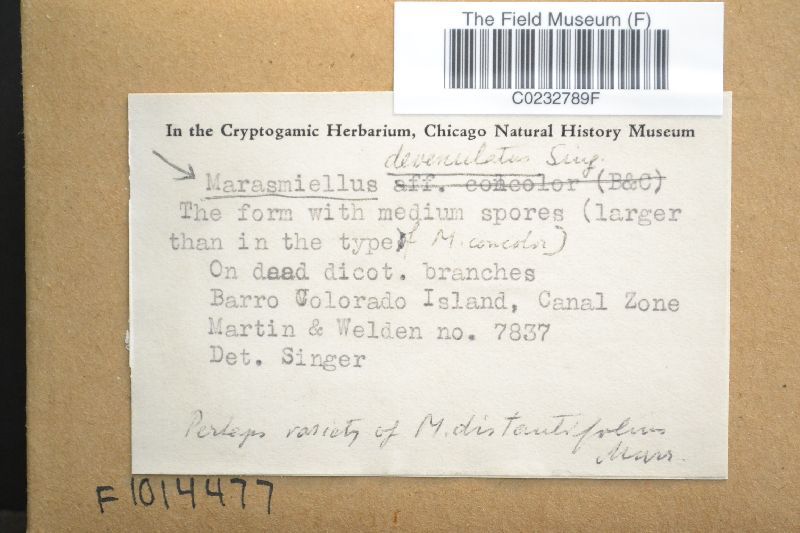 The Field Museum (F)
C0232789F
In the Cryptogamic Herbarium, Chicago Natural History Museum
devenulatus Sing.
Marasmiellus aff. concolor (B&C)
The form with medium spores (larger
than in the type of M. concolor)
On dead dicot. branches
Barro Colorado Island, Canal Zone
Martin & Welden no. 7837
Det. Singer
Perhaps variety of M. distantifolius
Murr.
F1014477